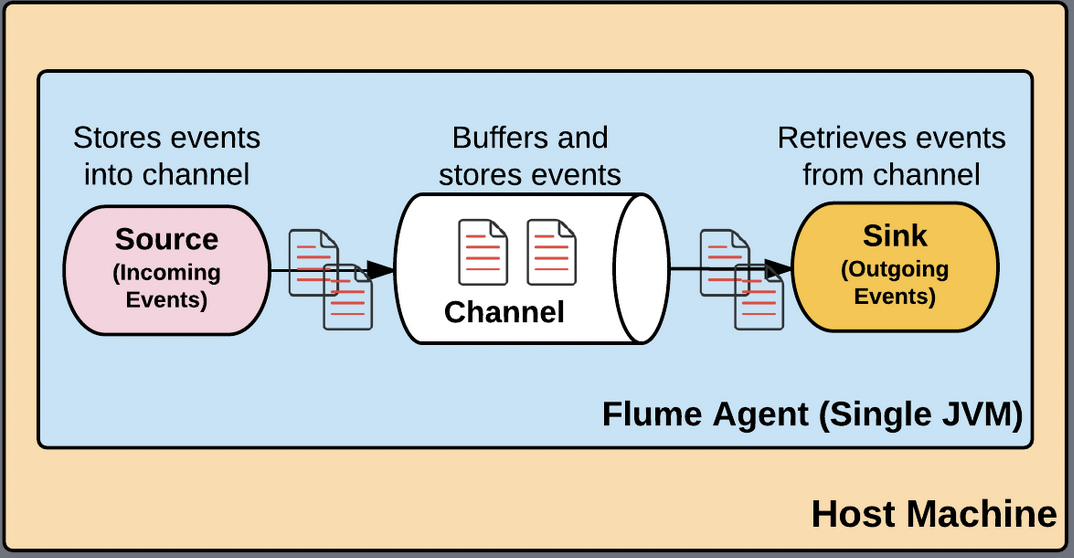 Stores events
into channel
Buffers and
stores events
Retrieves events
from channel
Source
(Incoming
Events)
Channel
Sink
(Outgoing
Events)
Flume Agent (Single JVM)
Host Machine